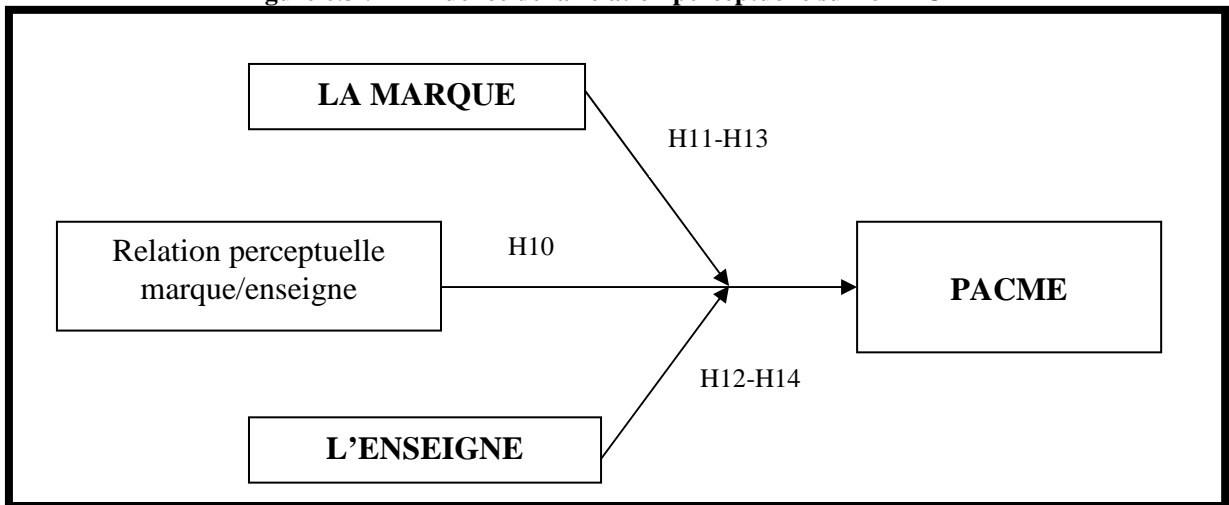 LA MARQUE
H11-H13
Relation perceptuelle
marque/enseigne
H10
PACME
H12-H14
L’ENSEIGNE